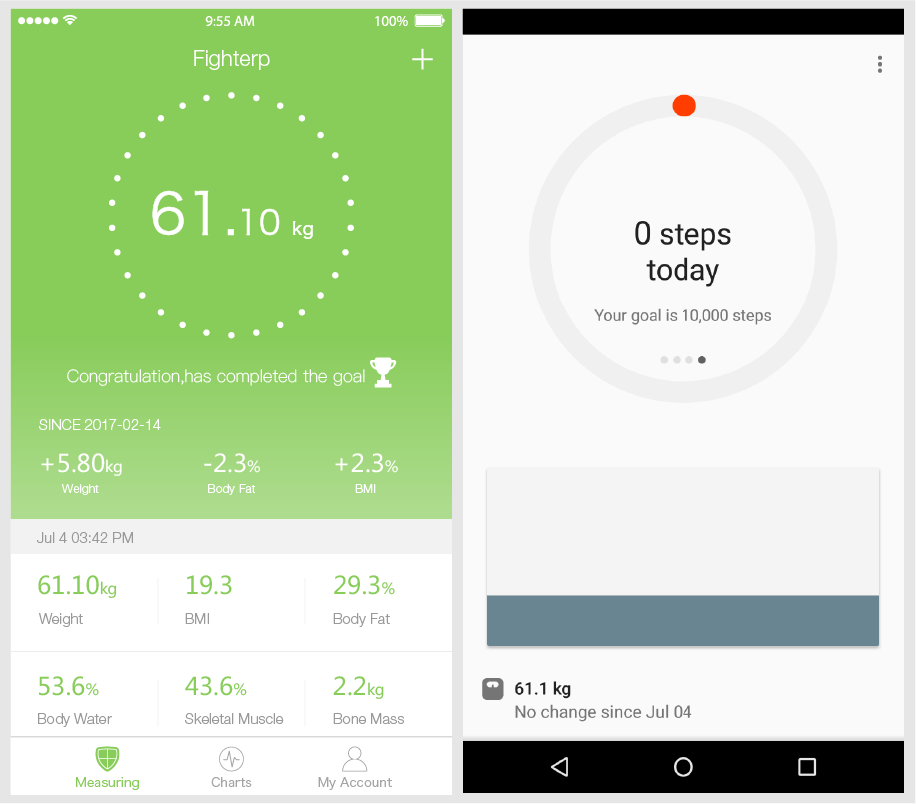 9:55 AM
100%
Fighterp
61.10 kg
Congratulation,has completed the goal
SINCE 2017-02-14
+5.80kg -2.3% +2.3%
Weight Body Fat BMI
Jul 4 03:42 PM
61.10kg 19.3 29.3%
Weight BMI Body Fat
53.6% 43.6% 2.2kg
Body Water Skeletal Muscle Bone Mass
Measuring Charts My Account
0 steps
today
Your goal is 10,000 steps
61.1 kg
No change since Jul 04